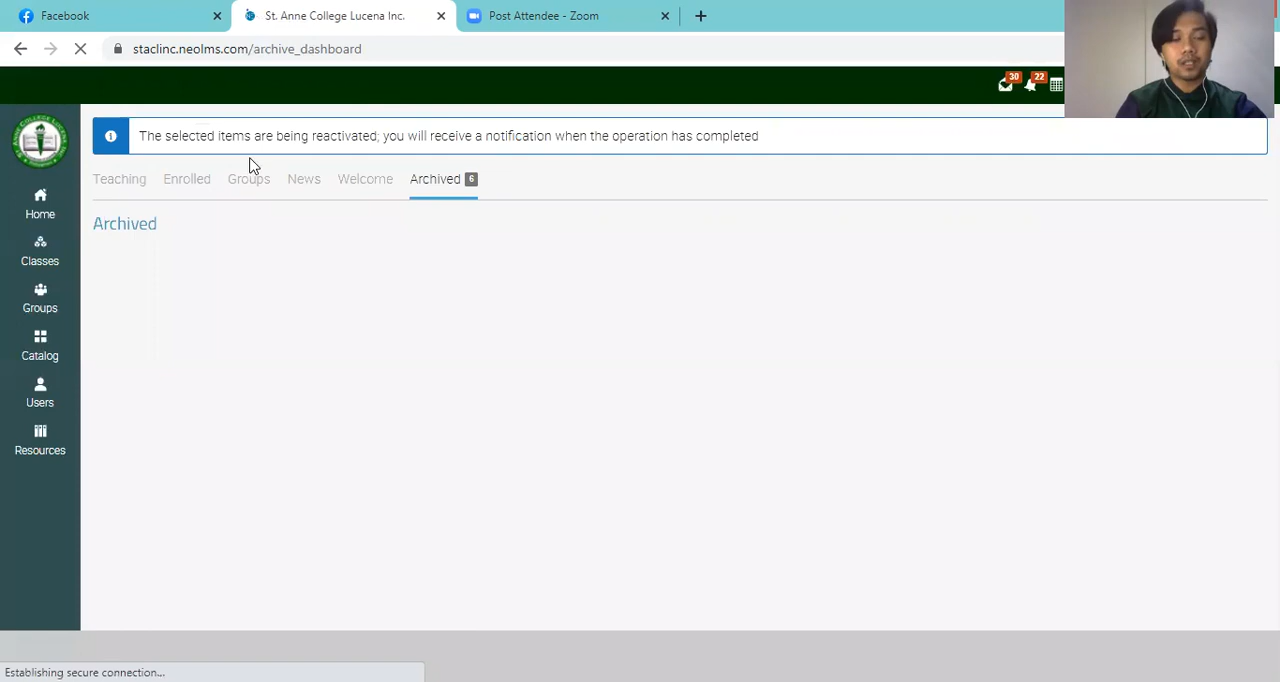 Facebook
St. Anne College Lucena Inc.
Post Attendee - Zoom
staclinc.neolms.com/archive_dashboard
30
22
The selected items are being reactivated; you will receive a notification when the operation has completed
Teaching
Enrolled
Groups
News
Welcome
Archived 6
Archived
Home
Classes
Groups
Catalog
Users
Resources
Establishing secure connection...